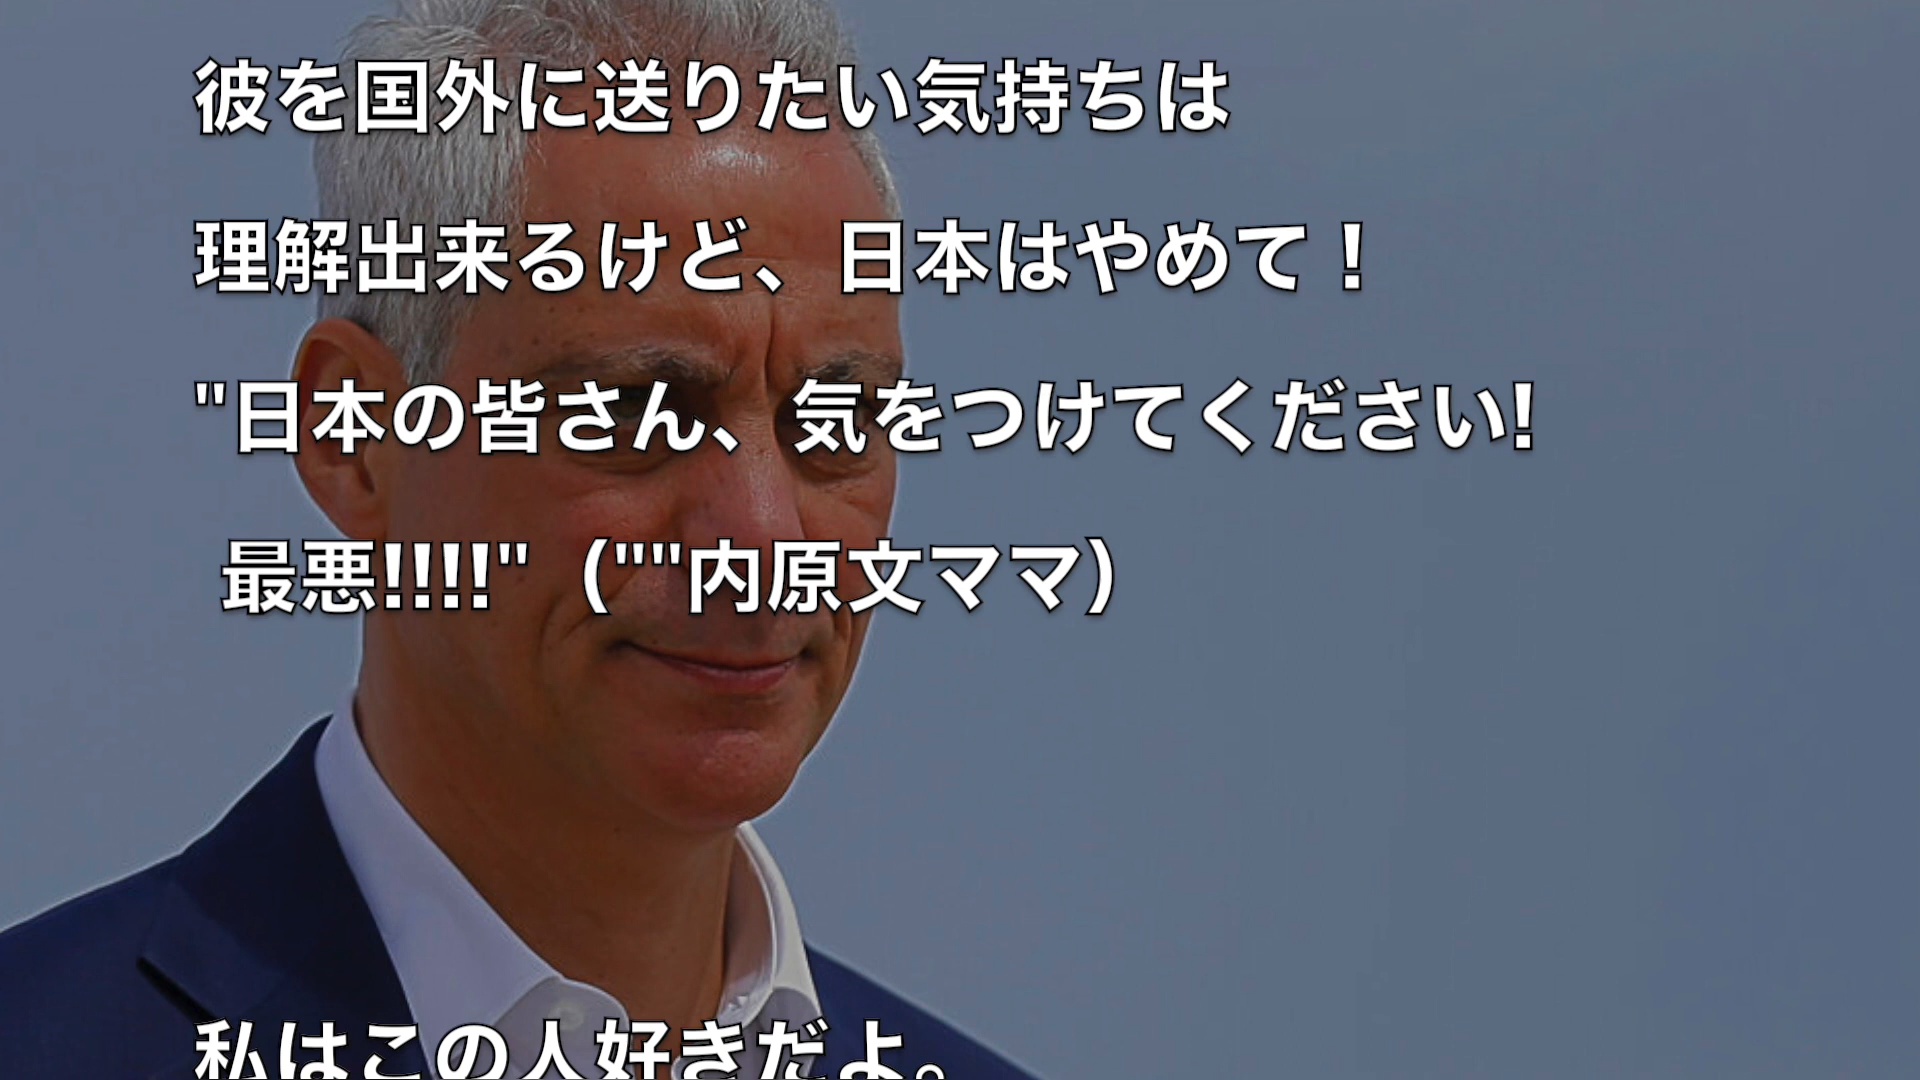 彼を国外に送りたい気持ちは
理解出来るけど、日本はやめて！
"日本の皆さん、気をつけてください!
最悪!!!!"（""内原文ママ）
私はこの人好きだよ。